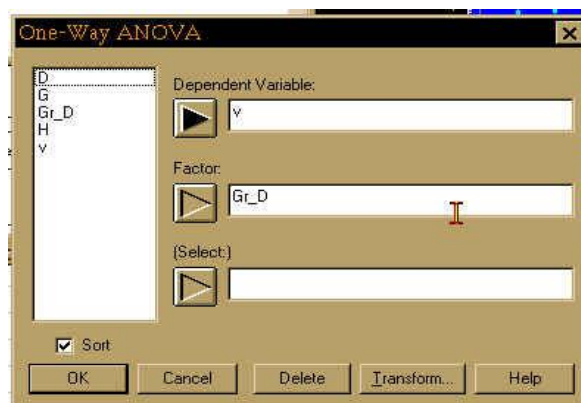 One-Way ANOVA
D
G
Gr_D
H
v
Dependent Variable:
v
Factor:
Gr_D
(Select:)
Sort
OK
Cancel
Delete
Transform...
Help